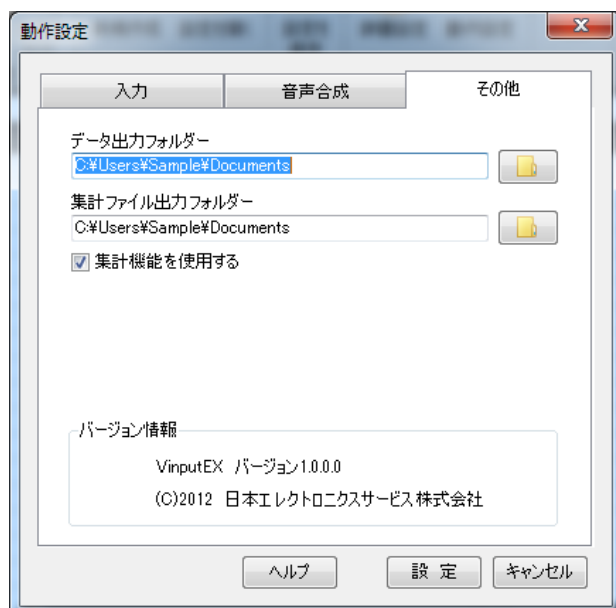 動作設定
入力
音声合成
その他
データ出力フォルダー
C:¥Users¥Sample¥Documents
集計ファイル出力フォルダー
C:¥Users¥Sample¥Documents
集計機能を使用する
バージョン情報
VinputEX バージョン1.0.0.0
(C)2012 日本エレクトロニクスサービス株式会社
ヘルプ
設 定
キャンセル